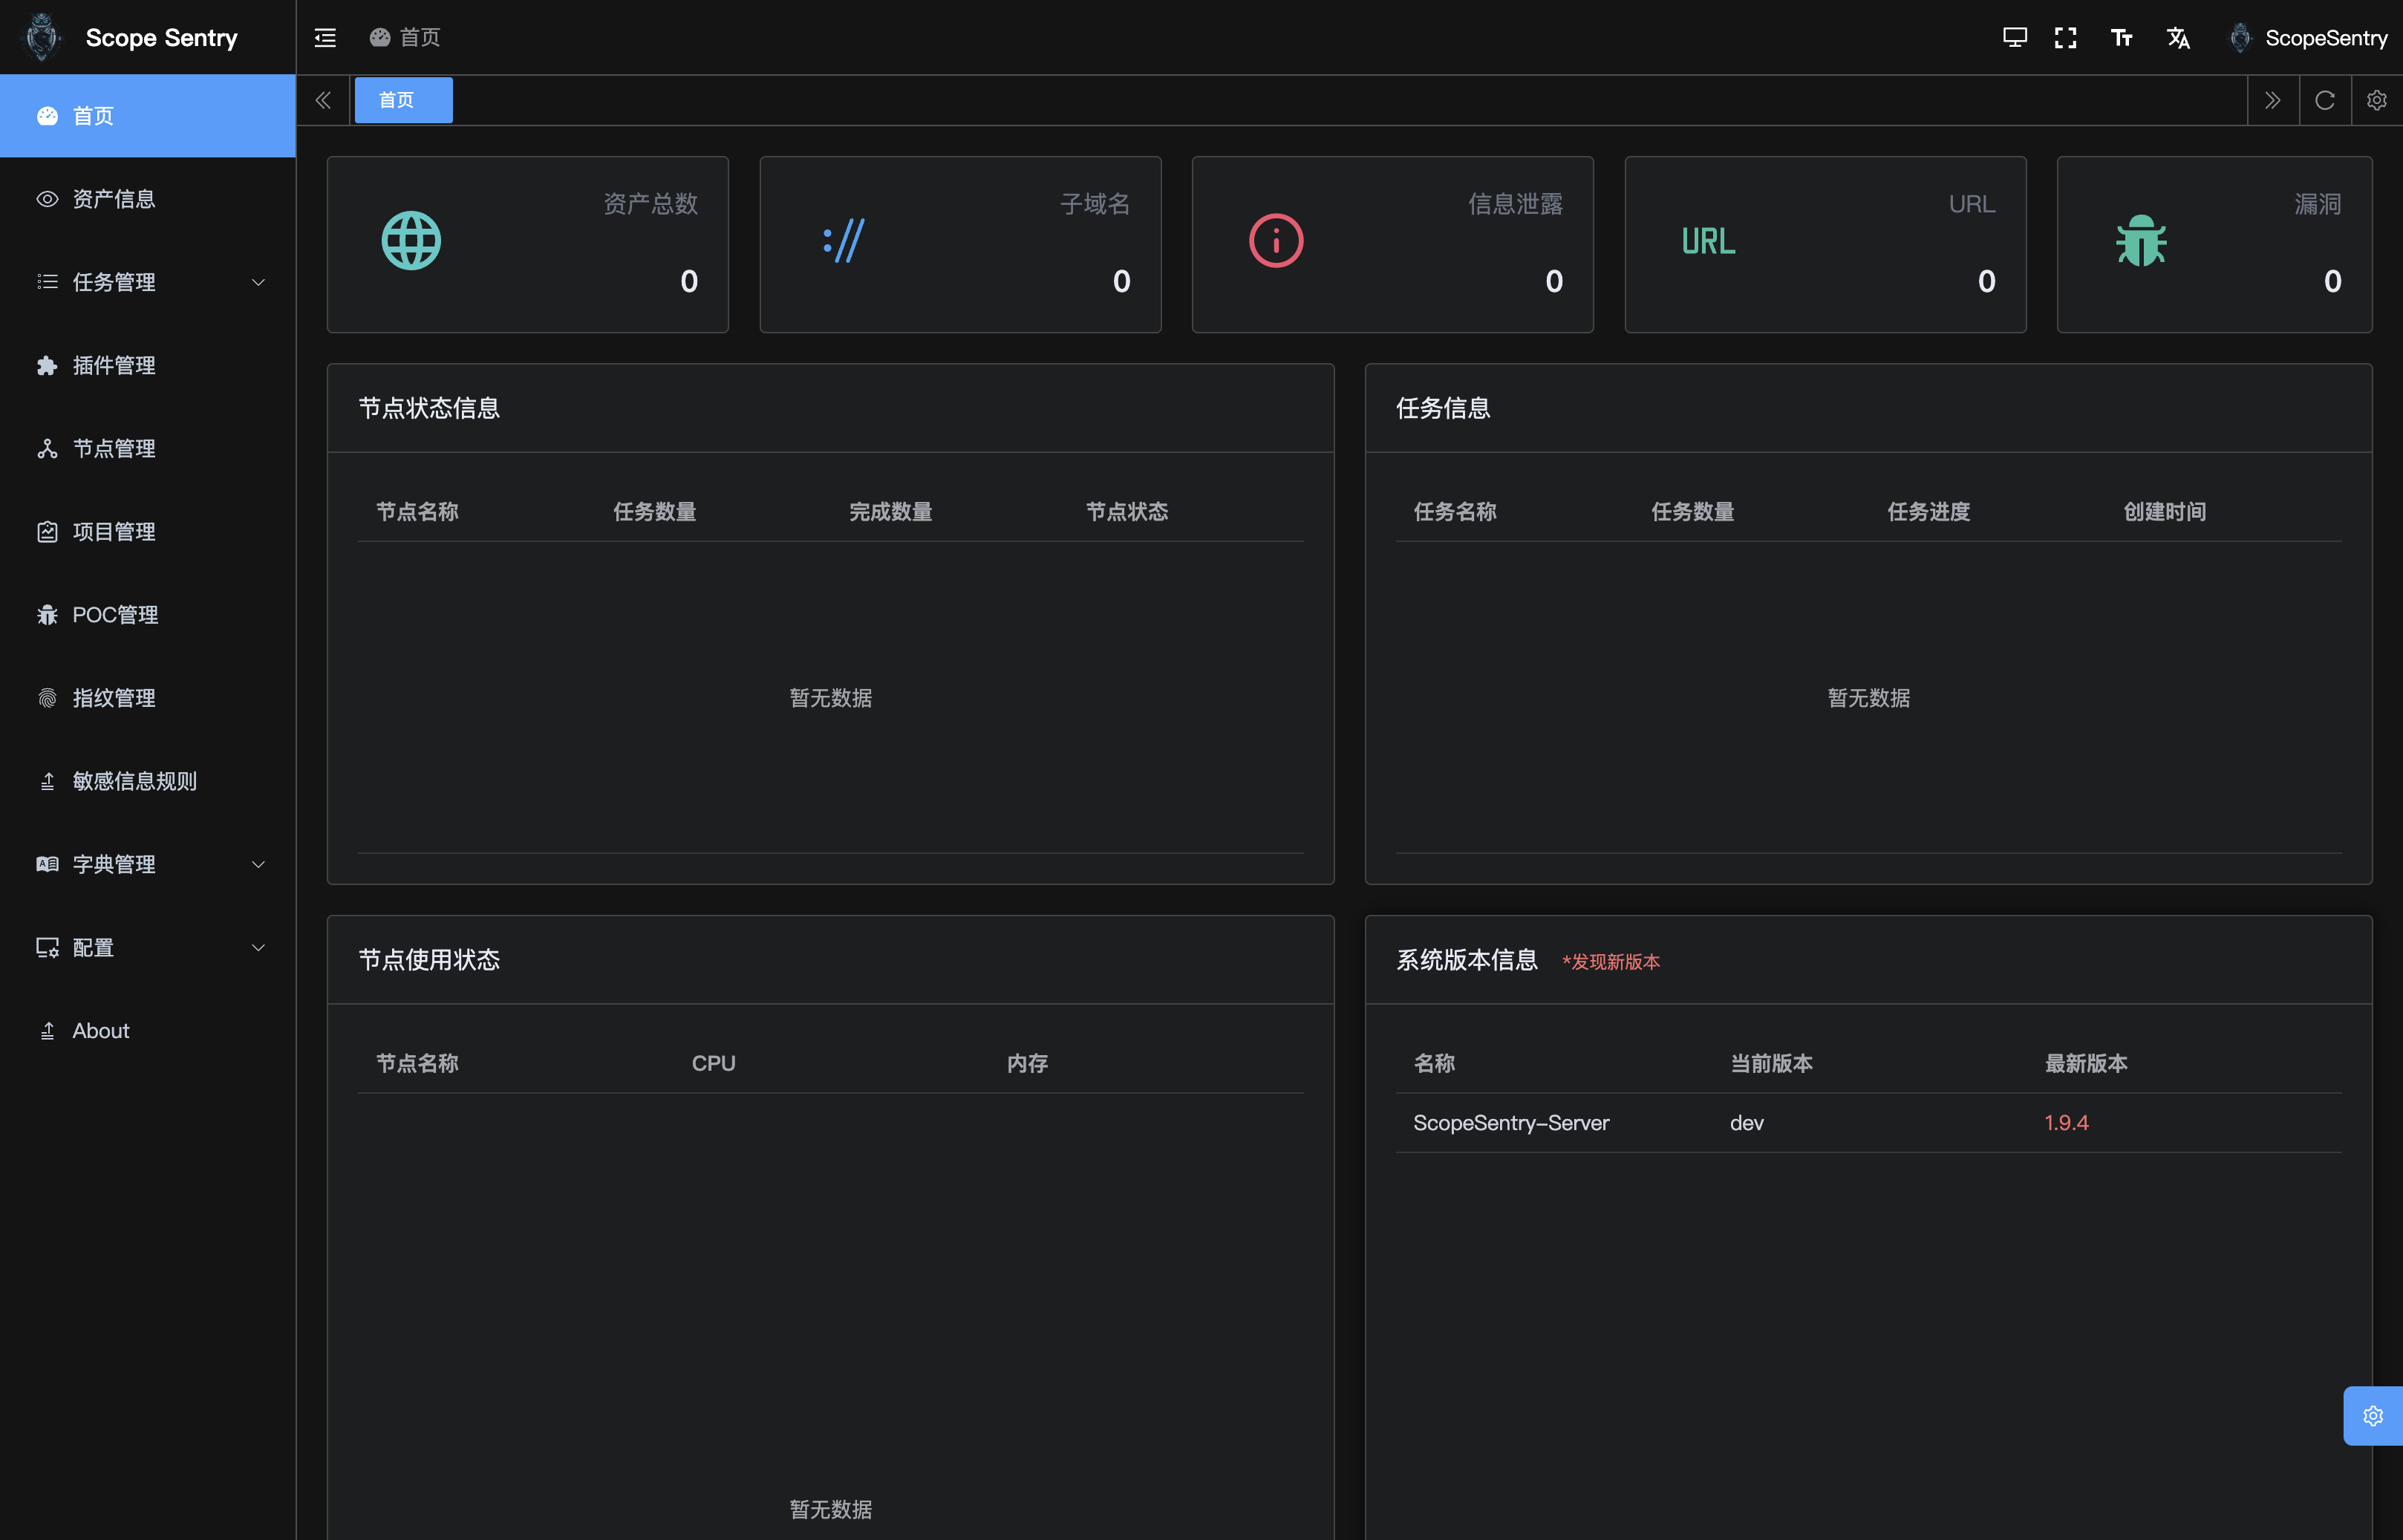 Scope Sentry
首页
ScopeSentry
首页
首页
资产信息
任务管理
插件管理
节点管理
项目管理
POC管理
指纹管理
敏感信息规则
字典管理
配置
About
资产总数
0
://
子域名
0
信息泄露
0
URL
URL
0
漏洞
0
节点状态信息
节点名称 任务数量 完成数量 节点状态
暂无数据
任务信息
任务名称 任务数量 任务进度 创建时间
暂无数据
节点使用状态
节点名称 CPU 内存
暂无数据
系统版本信息 *发现新版本
名称 当前版本 最新版本
ScopeSentry-Server dev 1.9.4